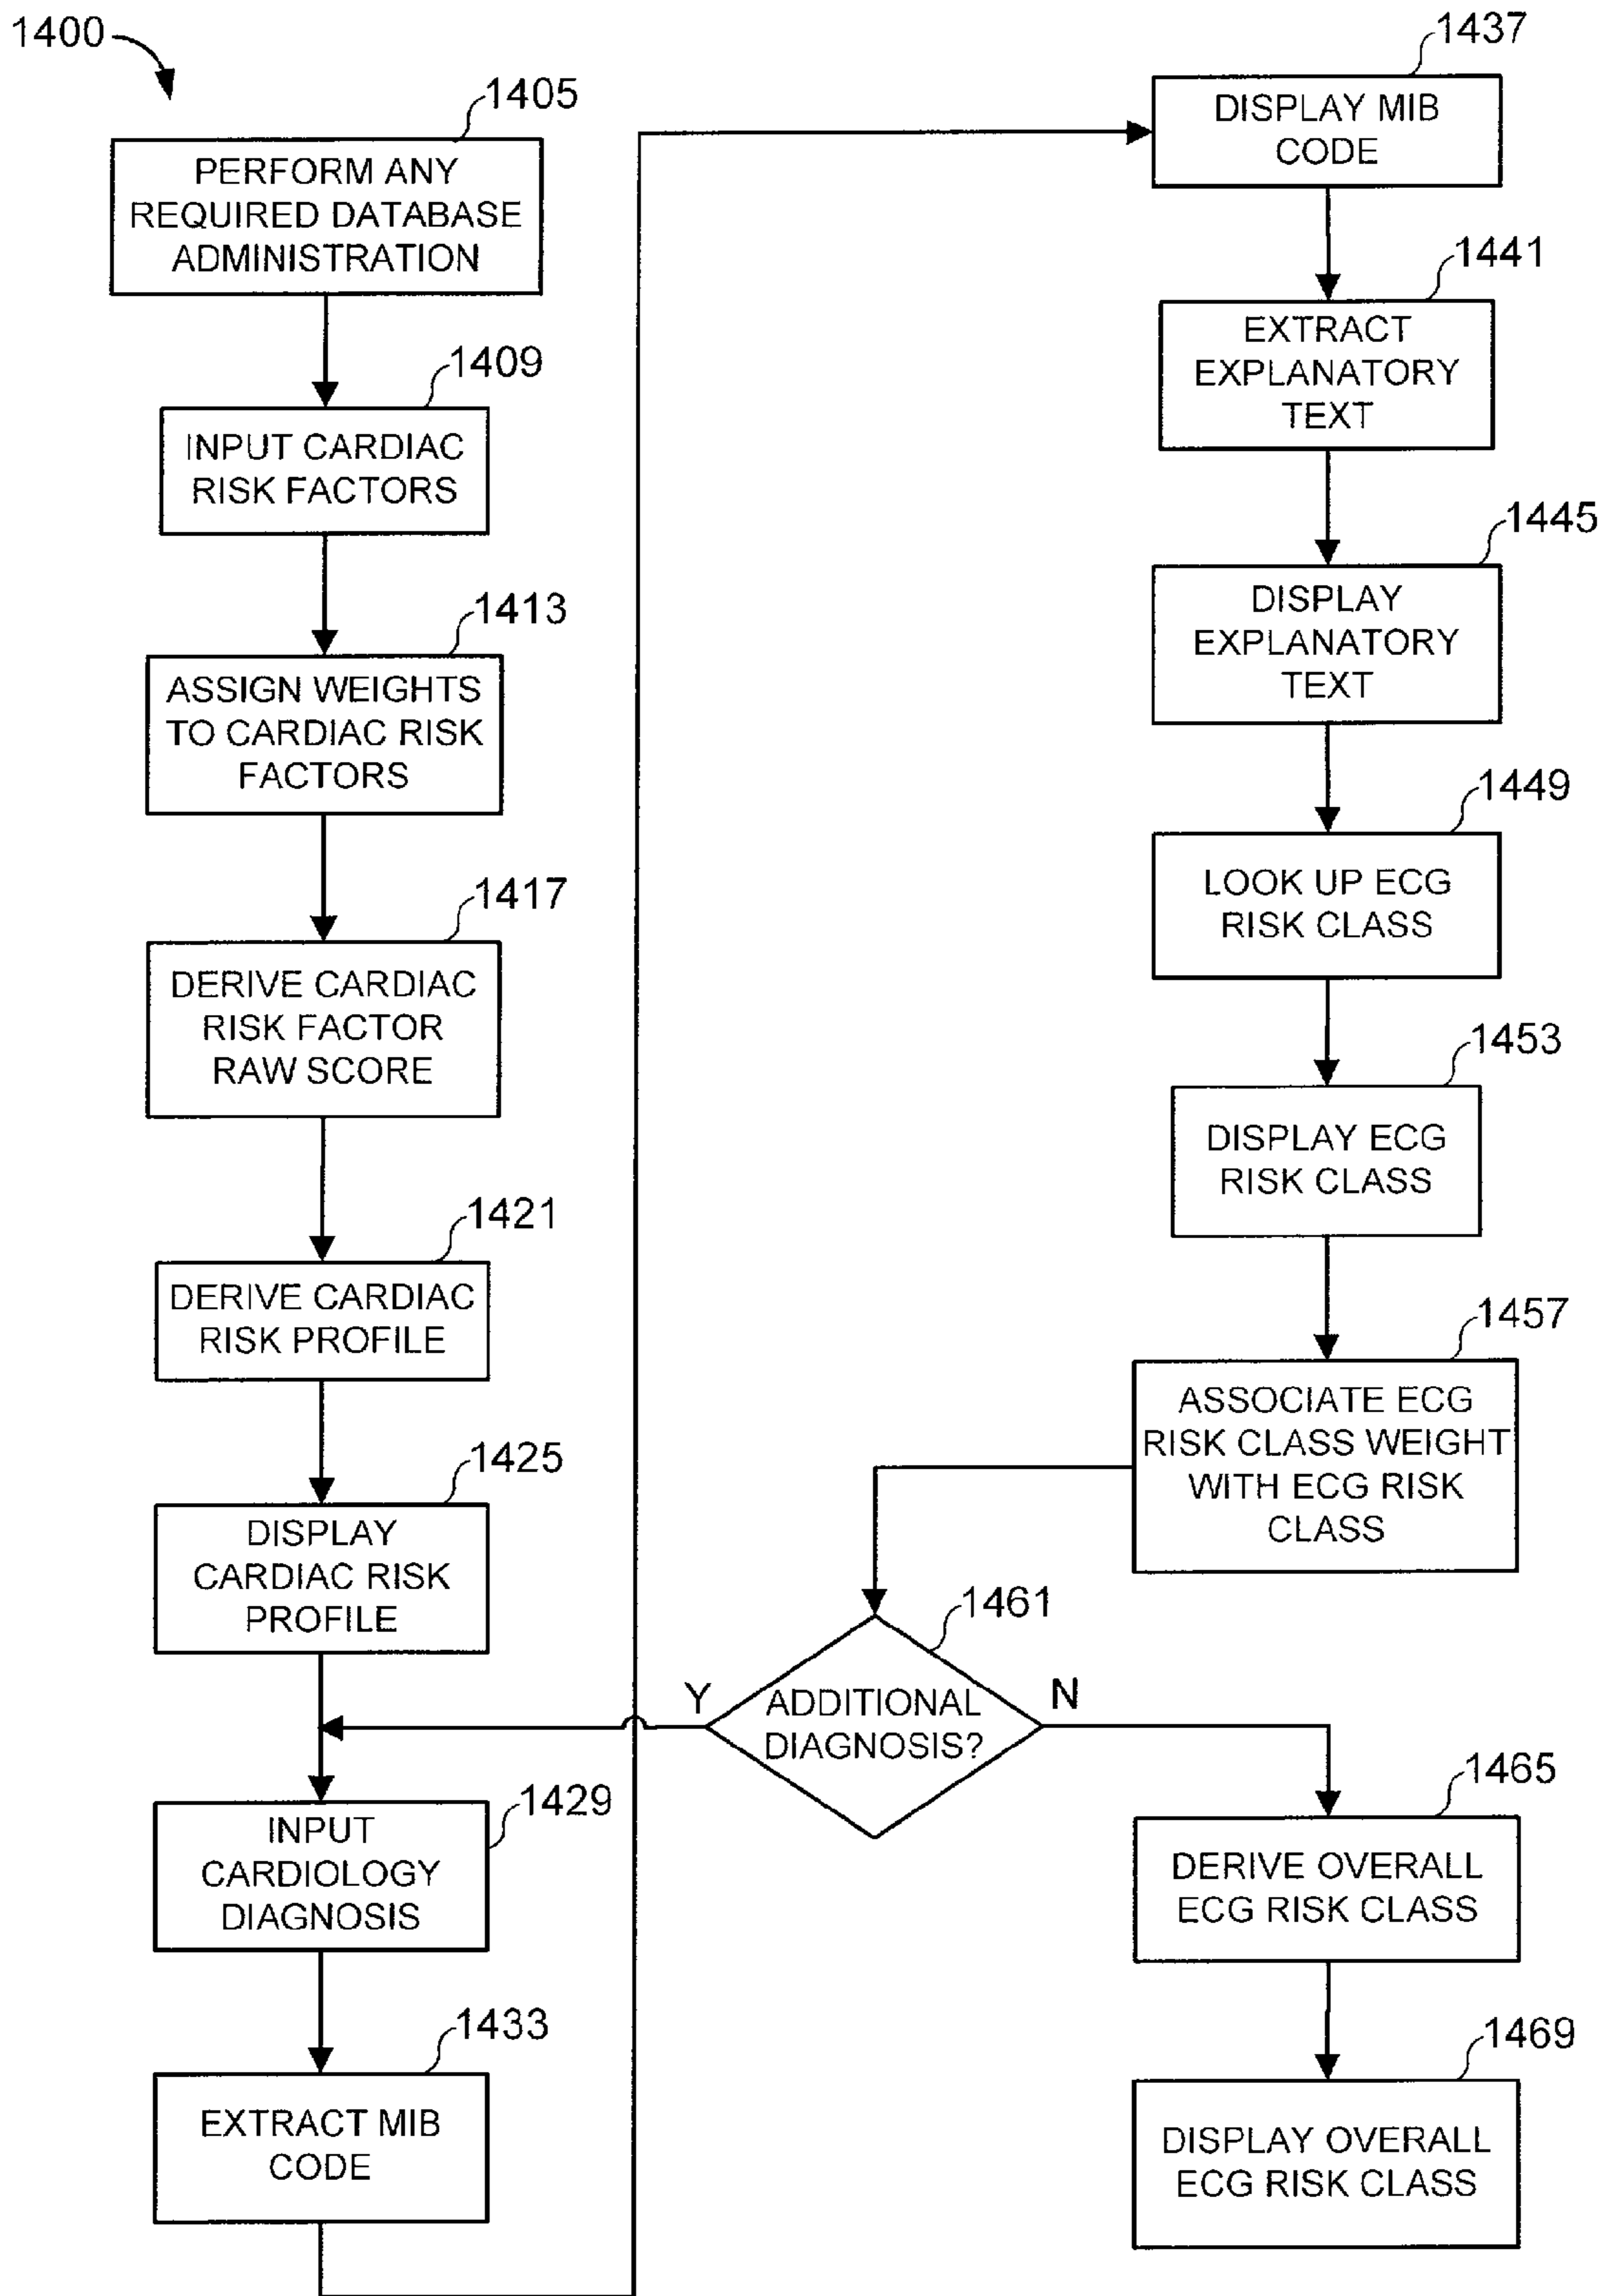 1400
1405
PERFORM ANY
REQUIRED DATABASE
ADMINISTRATION
1409
INPUT CARDIAC
RISK FACTORS
1413
ASSIGN WEIGHTS
TO CARDIAC RISK
FACTORS
1417
DERIVE CARDIAC
RISK FACTOR
RAW SCORE
1421
DERIVE CARDIAC
RISK PROFILE
1425
DISPLAY
CARDIAC RISK
PROFILE
1429
INPUT
CARDIOLOGY
DIAGNOSIS
1433
EXTRACT MIB
CODE
1437
DISPLAY MIB
CODE
1441
EXTRACT
EXPLANATORY
TEXT
1445
DISPLAY
EXPLANATORY
TEXT
1449
LOOK UP ECG
RISK CLASS
1453
DISPLAY ECG
RISK CLASS
1457
ASSOCIATE ECG
RISK CLASS WEIGHT
WITH ECG RISK
CLASS
1461
Y
ADDITIONAL
DIAGNOSIS?
N
1465
DERIVE OVERALL
ECG RISK CLASS
1469
DISPLAY OVERALL
ECG RISK CLASS